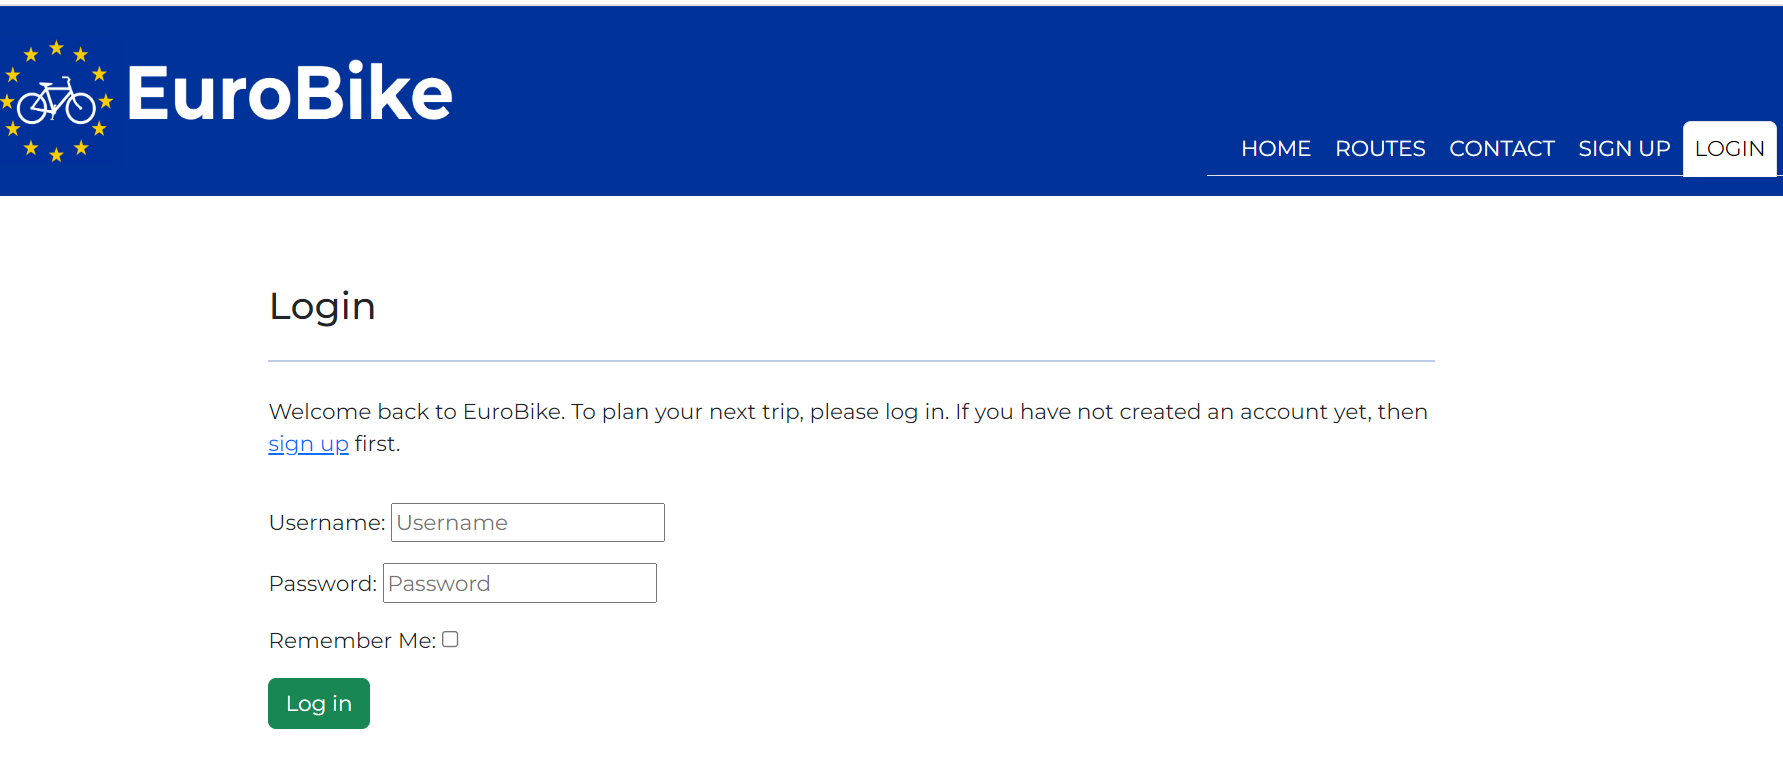 EuroBike
HOME ROUTES CONTACT SIGN UP LOGIN
Login
Welcome back to EuroBike. To plan your next trip, please log in. If you have not created an account yet, then
sign up first.
Username: Username
Password: Password
Remember Me:
Log in